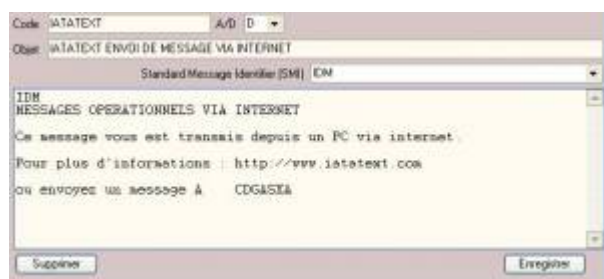 Code IATATEXT A/D D
Objet IATATEXT ENVOI DE MESSAGE VIA INTERNET
Standard Message Identifier (SMI) IDM
IDM
MESSAGES OPERATIONNELS VIA INTERNET
Ce message vous est transmis depuis un PC via internet.
Pour plus d'informations : http://www.iatatext.com
ou envoyez un message A CDGASXA
Supprimer Enregistrer